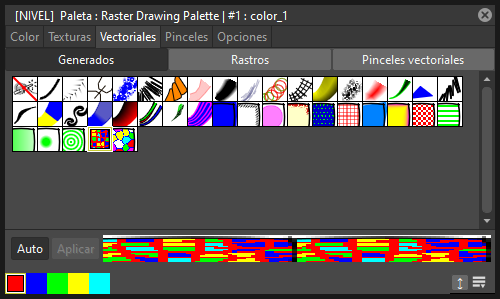 [NIVEL] Paleta : Raster Drawing Palette | #1 : color_1
Color Texturas Vectoriales Pinceles Opciones
Generados Rastros Pinceles vectoriales
Auto Aplicar